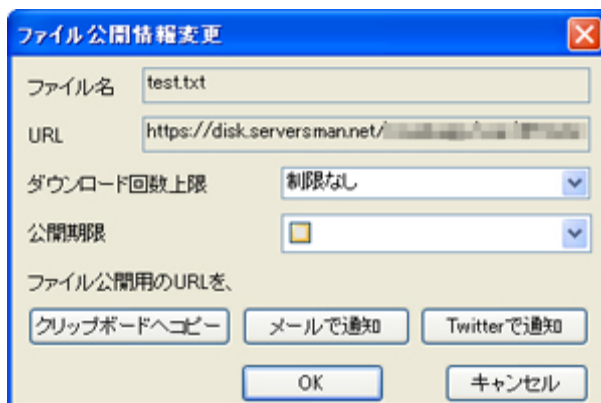 ファイル公開情報変更
ファイル名 test.txt
URL https://disk.serversman.net/
ダウンロード回数上限 制限なし
公開期限
ファイル公開用のURLを、
クリップボードへコピー メールで通知 Twitterで通知
OK キャンセル